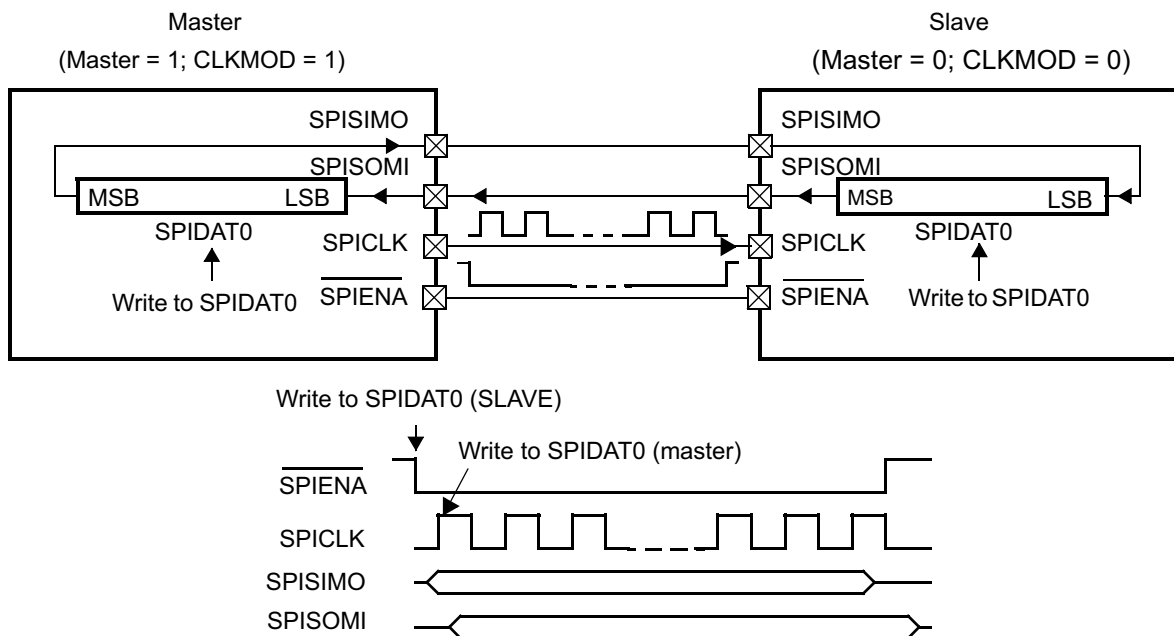 Master
(Master = 1; CLKMOD = 1)
Slave
(Master = 0; CLKMOD = 0)
SPISIMO
SPISIMO
SPISOMI
SPISOMI
MSB LSB
MSB LSB
SPIDAT0
SPICLK
SPICLK
SPIDAT0
Write to SPIDAT0
SPIENA
SPIENA
Write to SPIDAT0
Write to SPIDAT0 (SLAVE)
Write to SPIDAT0 (master)
SPIENA
SPICLK
SPISIMO
SPISOMI